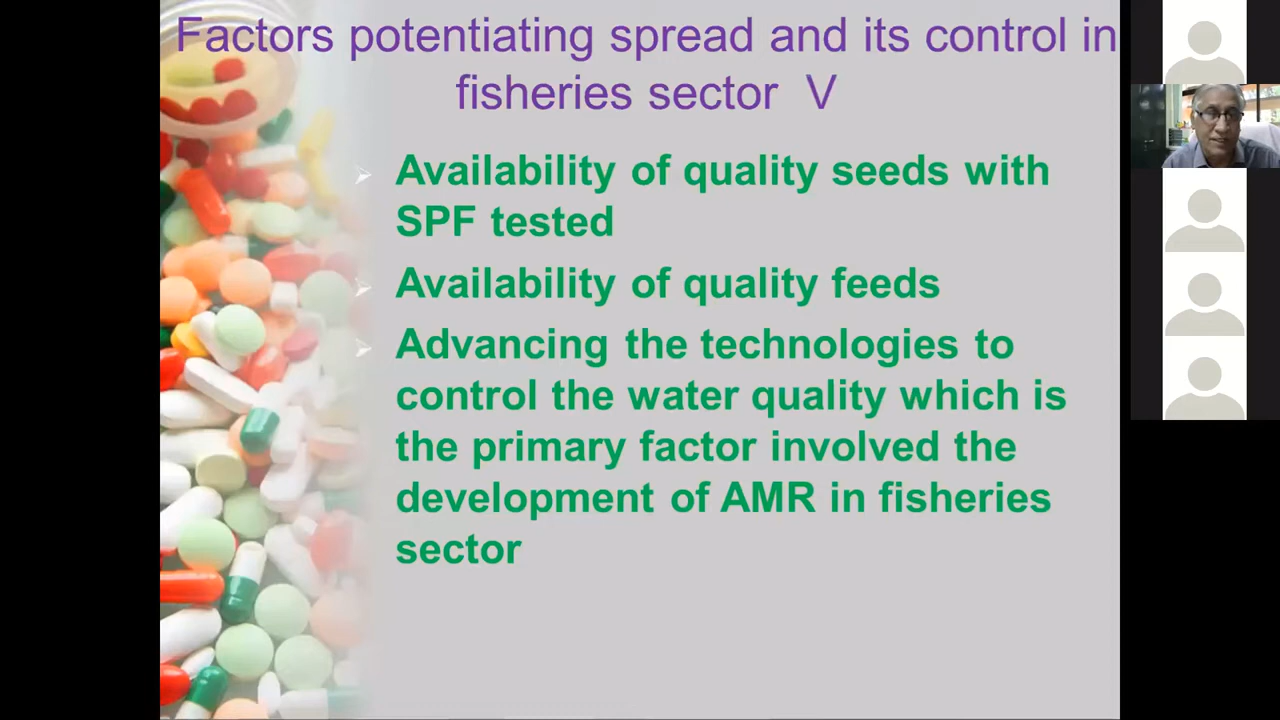 Factors potentiating spread and its control in
fisheries sector V
Availability of quality seeds with
SPF tested
Availability of quality feeds
Advancing the technologies to
control the water quality which is
the primary factor involved the
development of AMR in fisheries
sector